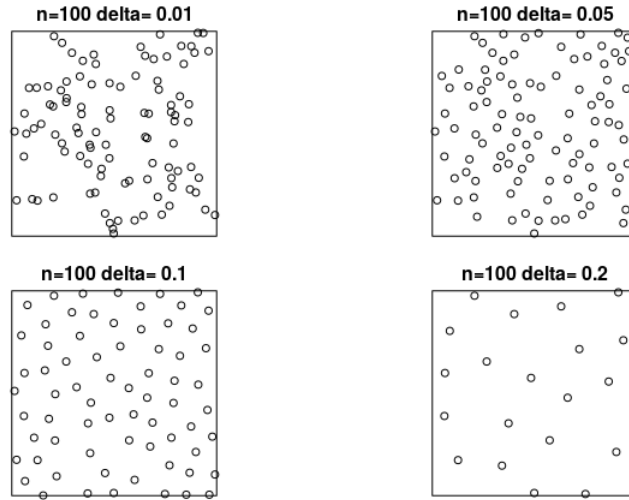 n=100 delta= 0.01
n=100 delta= 0.05
n=100 delta= 0.1
n=100 delta= 0.2